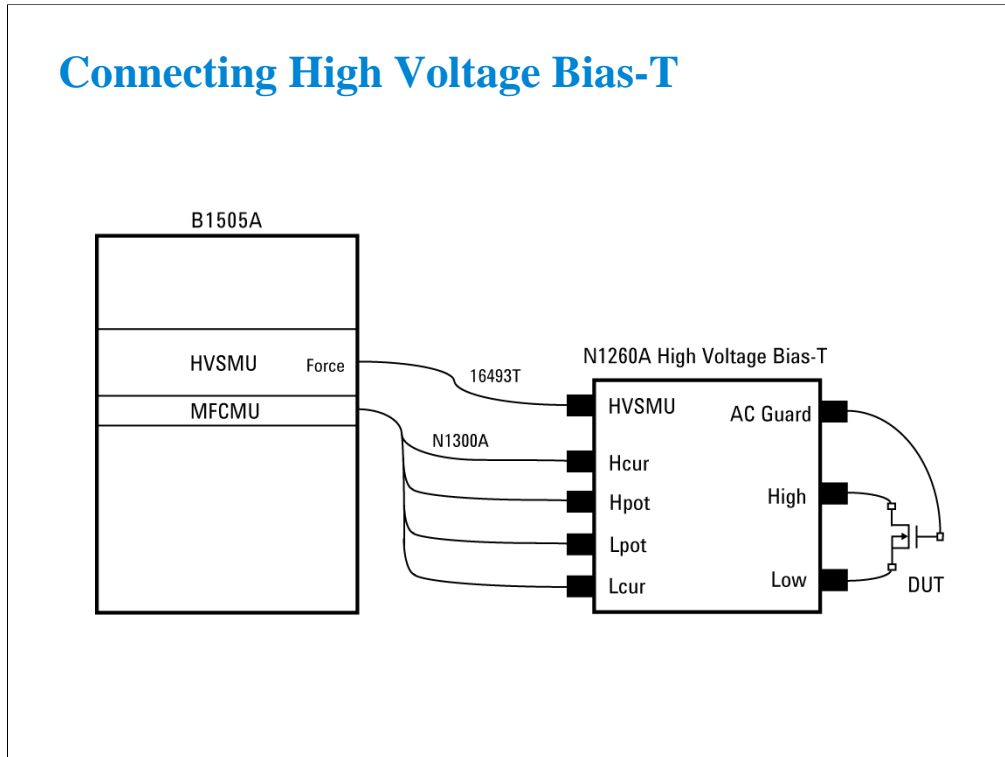 Connecting High Voltage Bias-T
B1505A
HVSMU Force
MFCMU
16493T
N1300A
N1260A High Voltage Bias-T
HVSMU
AC Guard
Hcur
Hpot
High
Lpot
Lcur
Low
DUT